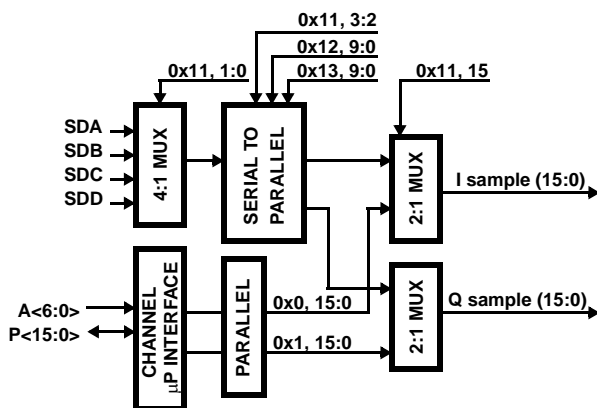 0x11, 3:2
0x12, 9:0
0x11, 1:0
0x13, 9:0
0x11, 15
SDA
SDB
SDC
SDD
4:1 MUX
SERIAL TO
PARALLEL
2:1 MUX
I sample (15:0)
A<6:0>
P<15:0>
CHANNEL
µP INTERFACE
PARALLEL
0x0, 15:0
0x1, 15:0
2:1 MUX
Q sample (15:0)